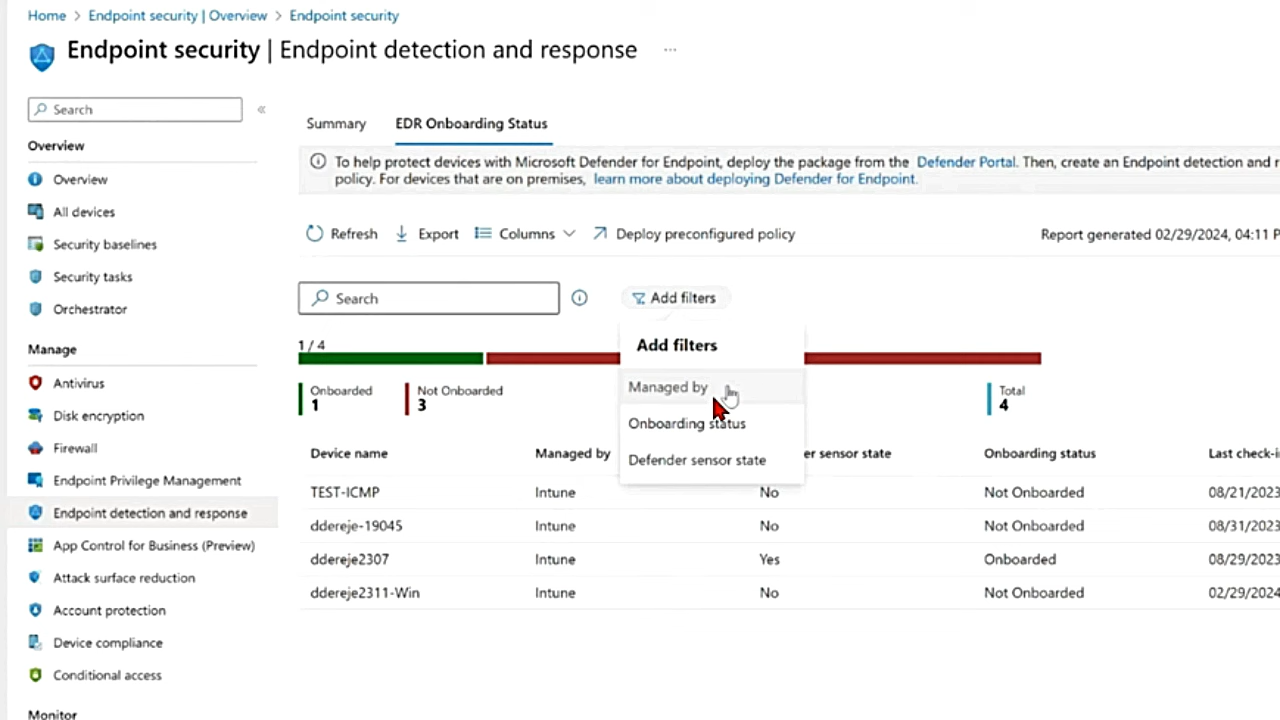 Home > Endpoint security | Overview > Endpoint security
Endpoint security | Endpoint detection and response ...
Search
«
Overview
Overview
All devices
Security baselines
Security tasks
Orchestrator
Manage
Antivirus
Disk encryption
Firewall
Endpoint Privilege Management
Endpoint detection and response
App Control for Business (Preview)
Attack surface reduction
Account protection
Device compliance
Conditional access
Monitor
Summary EDR Onboarding Status
To help protect devices with Microsoft Defender for Endpoint, deploy the package from the Defender Portal. Then, create an Endpoint detection and r
policy. For devices that are on premises, learn more about deploying Defender for Endpoint.
Refresh Export Columns Deploy preconfigured policy Report generated 02/29/2024, 04:11 P
Search Add filters
Add filters
Managed by
Onboarding status
Defender sensor state
1 / 4
Onboarded Not Onboarded Total
1 3 4
Device name Managed by er sensor state Onboarding status Last check-i
TEST-ICMP Intune No Not Onboarded 08/21/2023
ddereje-19045 Intune No Not Onboarded 08/31/2023
ddereje2307 Intune Yes Onboarded 08/29/2023
ddereje2311-Win Intune No Not Onboarded 02/29/2024